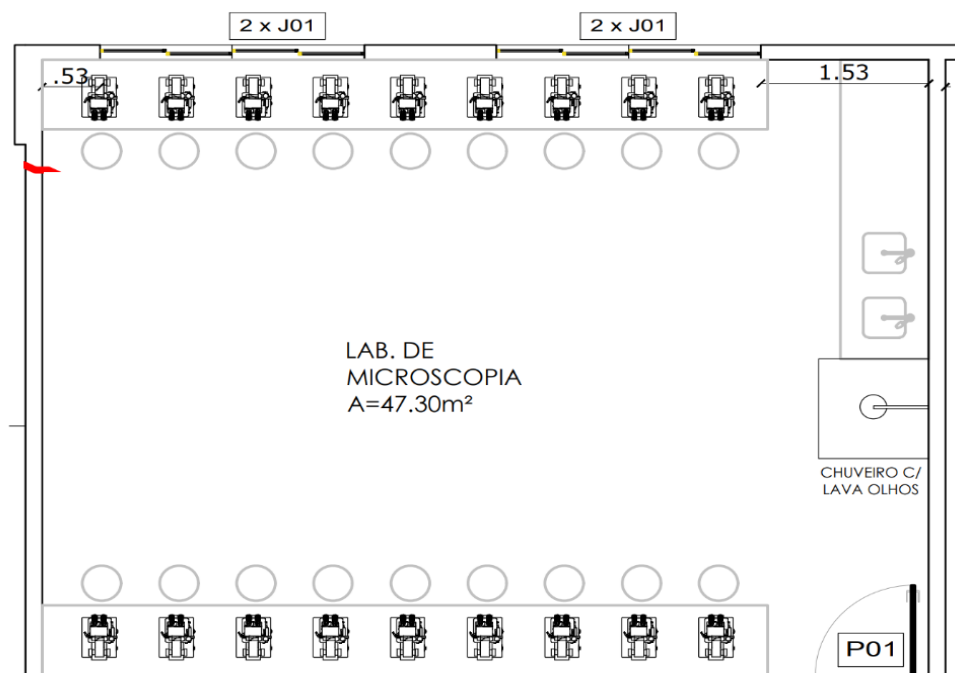 2 x J01
2 x J01
.53
1.53
LAB. DE
MICROSCOPIA
A=47.30m²
CHUVEIRO C/
LAVA OLHOS
P01